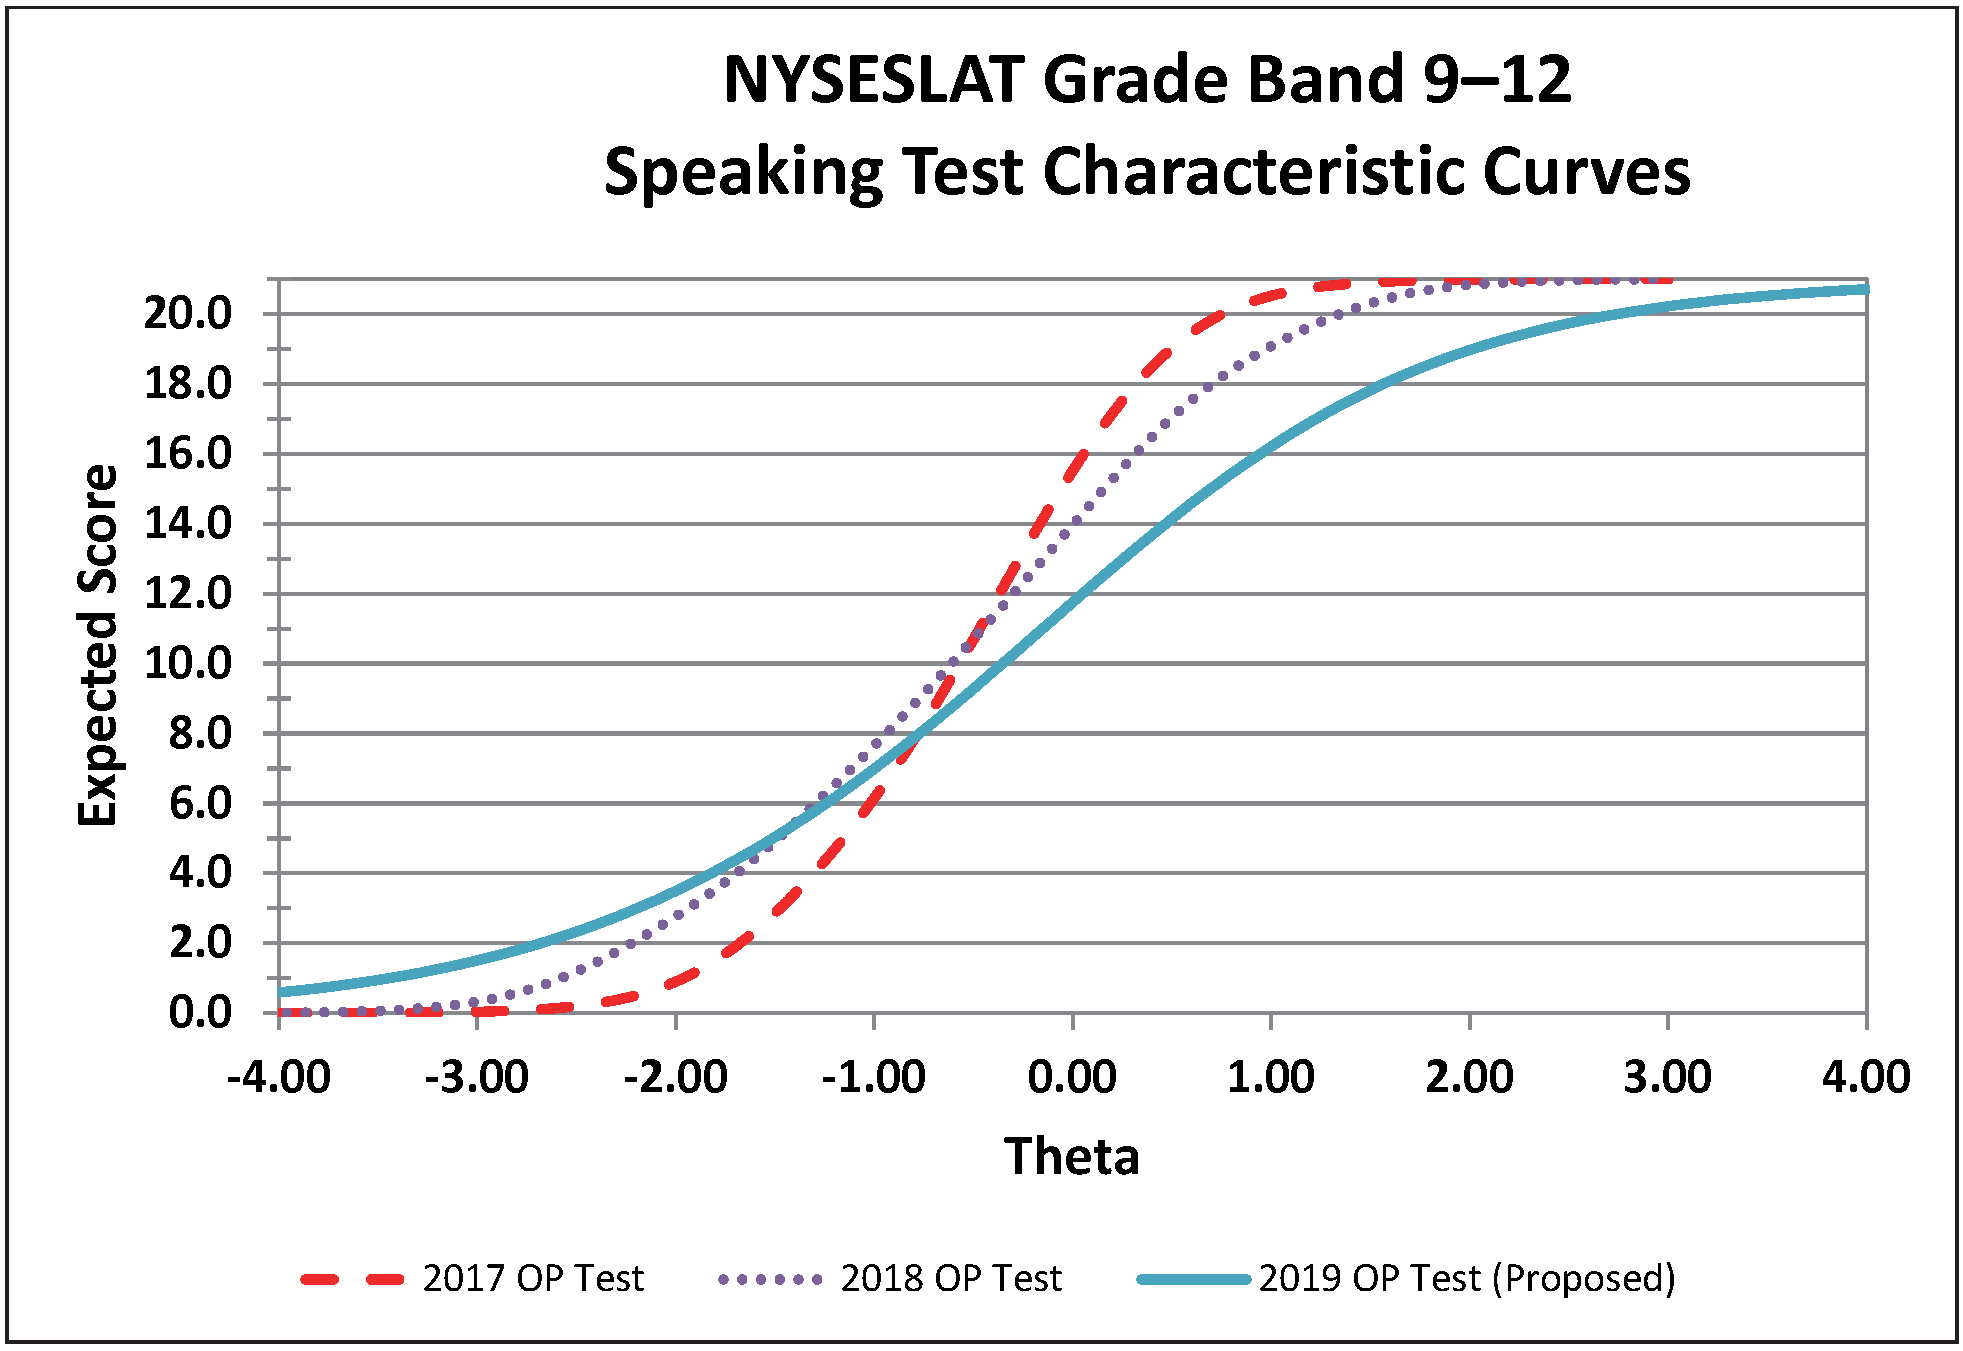 NYSESLAT Grade Band 9–12
Speaking Test Characteristic Curves
Expected Score
20.0
18.0
16.0
14.0
12.0
10.0
8.0
6.0
4.0
2.0
0.0
-4.00 -3.00 -2.00 -1.00 0.00 1.00 2.00 3.00 4.00
Theta
2017 OP Test 2018 OP Test 2019 OP Test (Proposed)